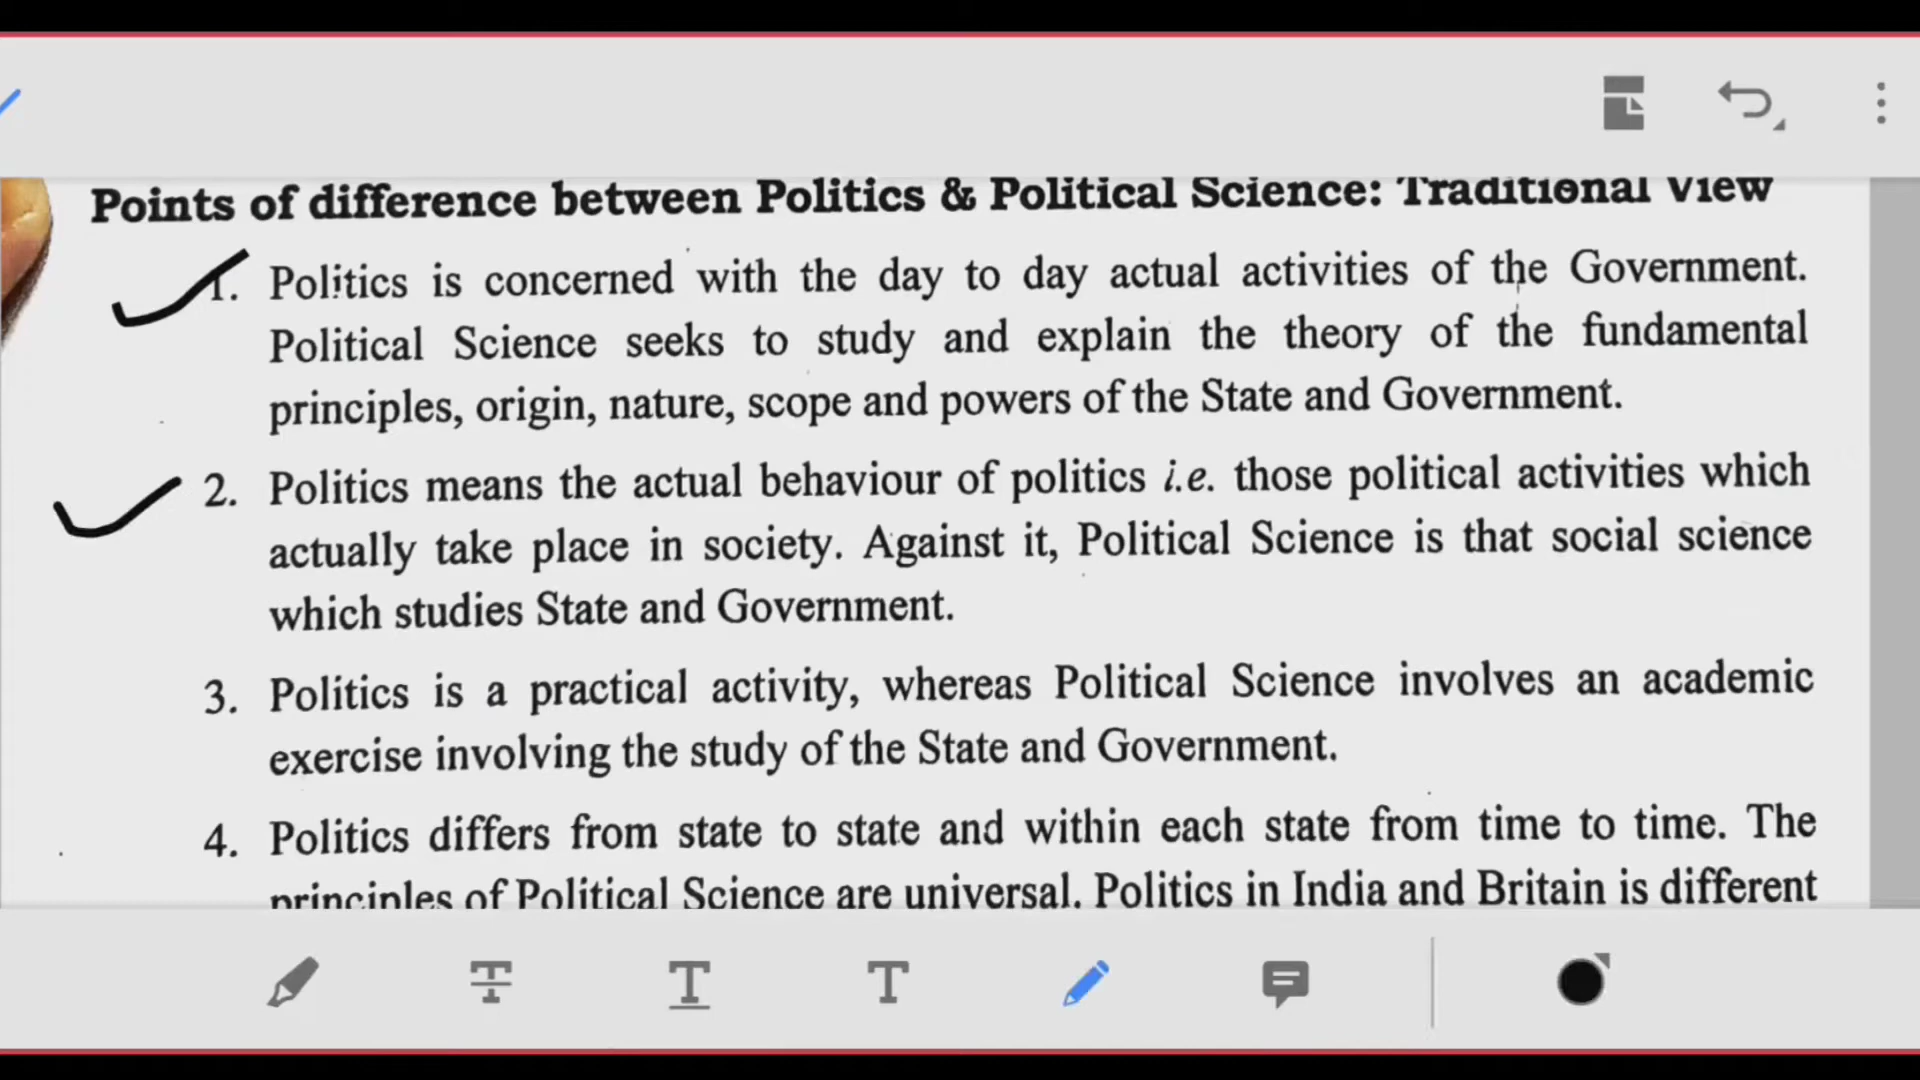 Points of difference between Politics & Political Science: Traditional View
1. Politics is concerned with the day to day actual activities of the Government.
Political Science seeks to study and explain the theory of the fundamental
principles, origin, nature, scope and powers of the State and Government.
2. Politics means the actual behaviour of politics i.e. those political activities which
actually take place in society. Against it, Political Science is that social science
which studies State and Government.
3. Politics is a practical activity, whereas Political Science involves an academic
exercise involving the study of the State and Government.
4. Politics differs from state to state and within each state from time to time. The
principles of Political Science are universal. Politics in India and Britain is different